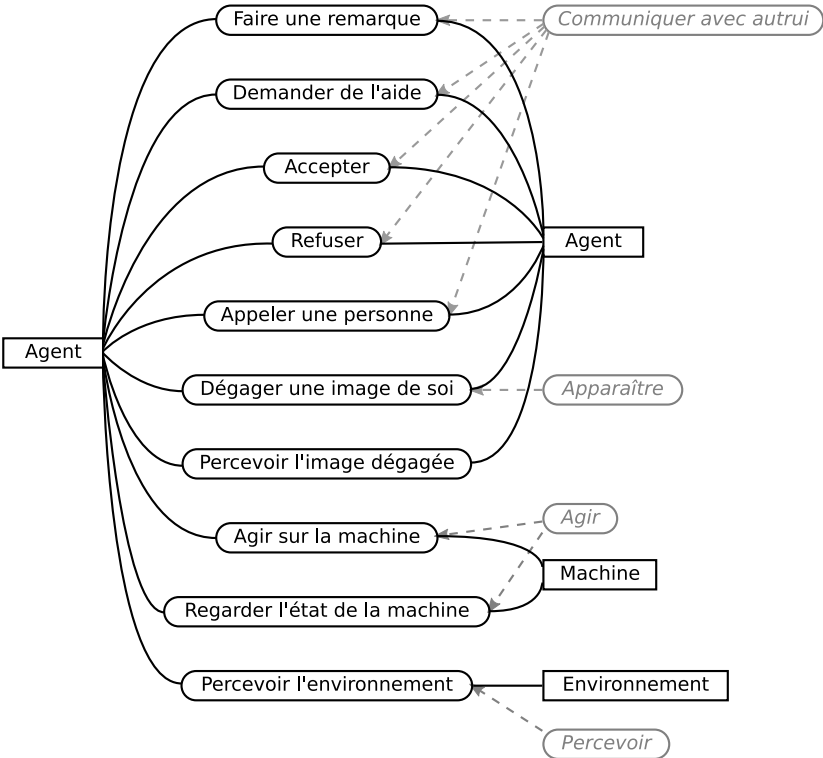 Faire une remarque
Communiquer avec autrui
Demander de l'aide
Accepter
Refuser
Agent
Appeler une personne
Agent
Dégager une image de soi
Apparaître
Percevoir l'image dégagée
Agir
Agir sur la machine
Machine
Regarder l'état de la machine
Percevoir l'environnement
Environnement
Percevoir